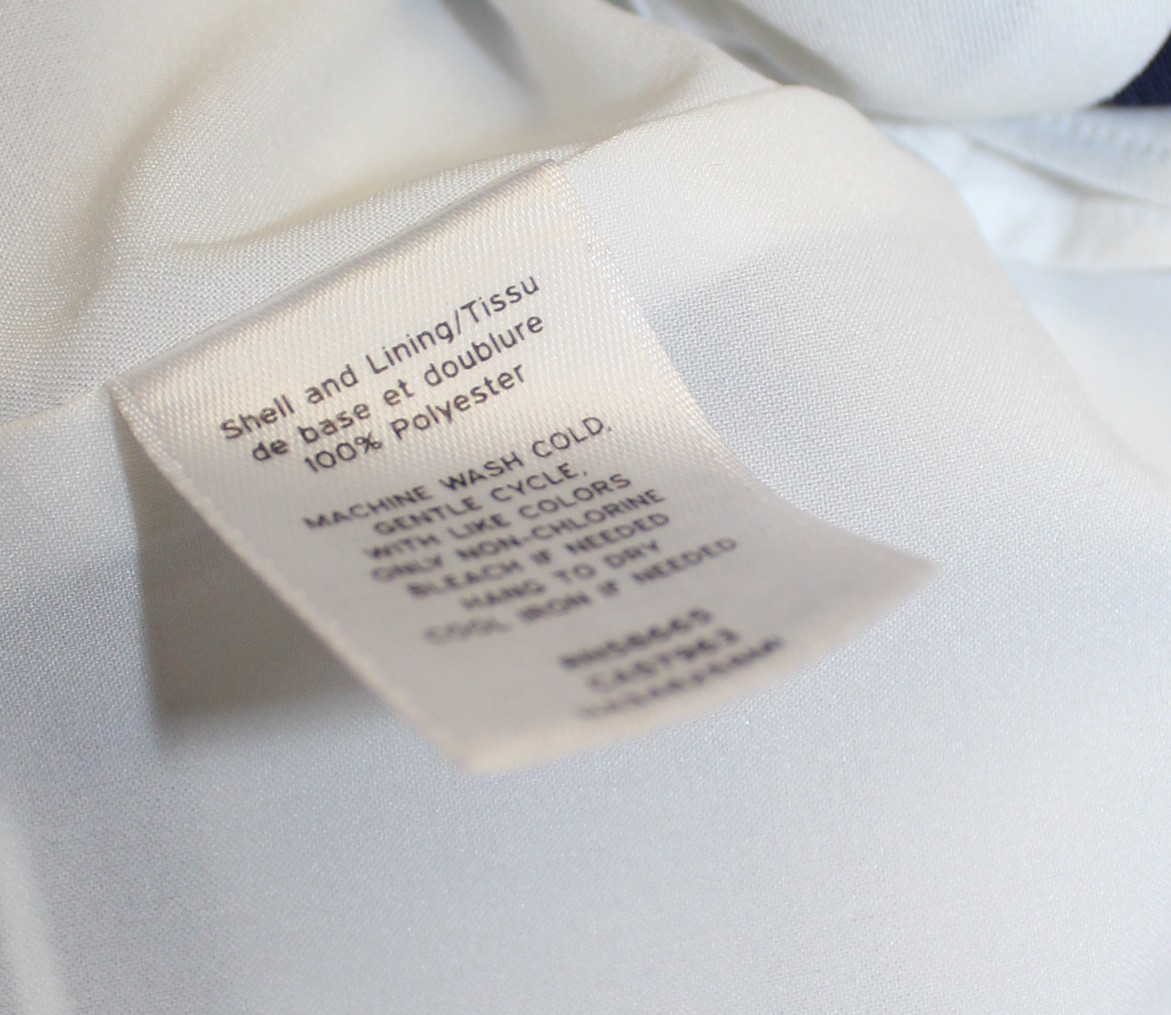 Shell and Lining/Tissu
de base et doublure
100% Polyester
MACHINE WASH COLD,
GENTLE CYCLE,
WITH LIKE COLORS
ONLY NON-CHLORINE
BLEACH IF NEEDED
HANG TO DRY
COOL IRON IF NEEDED